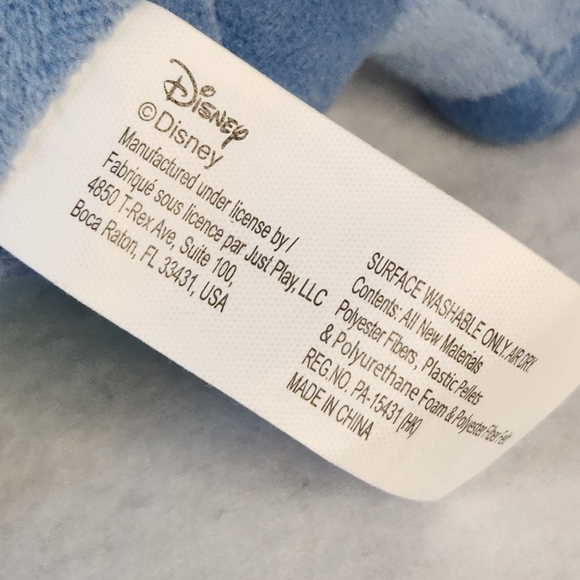 Disney
©Disney
Manufactured under license by /
Fabriqué sous licence par Just Play, LLC
4850 T-Rex Ave, Suite 100,
Boca Raton, FL 33431, USA
SURFACE WASHABLE ONLY. AIR DRY.
Contents: All New Materials
Polyester Fibers, Plastic Pellets
& Polyurethane Foam & Polyester Fiber Felt
REG.NO. PA-15431 (HK)
MADE IN CHINA